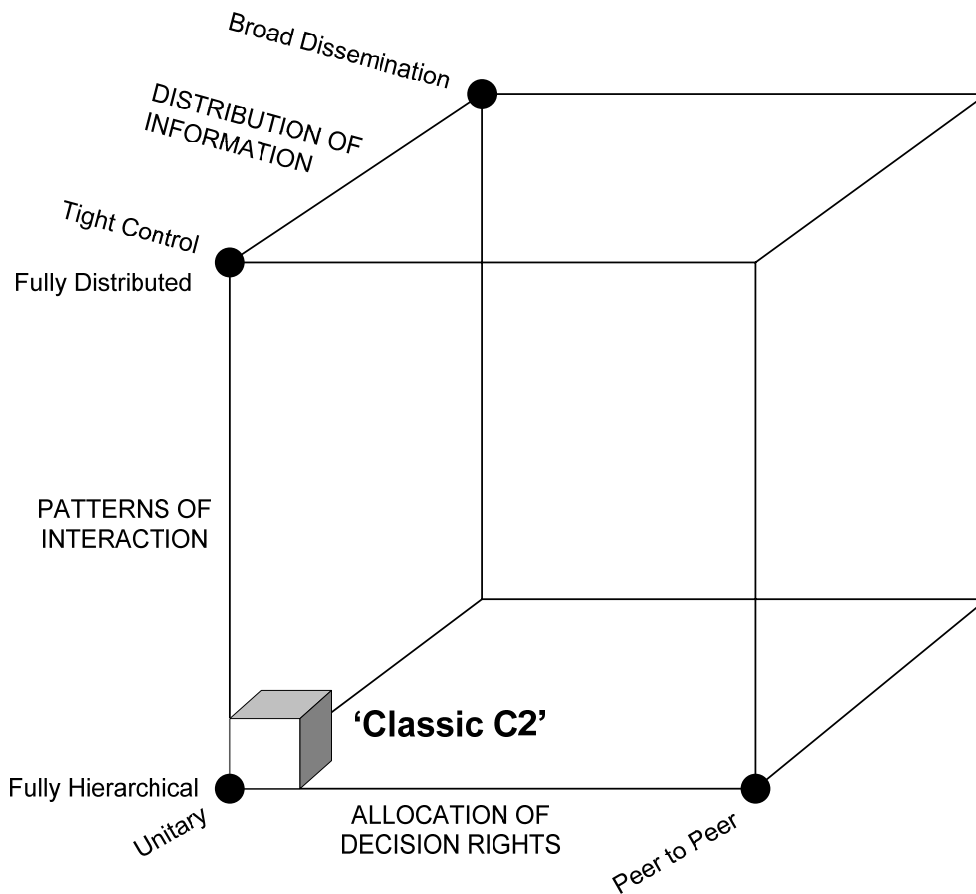 Broad Dissemination
DISTRIBUTION OF
INFORMATION
Tight Control
Fully Distributed
PATTERNS OF
INTERACTION
‘Classic C2’
Fully Hierarchical
Unitary
ALLOCATION OF
DECISION RIGHTS
Peer to Peer